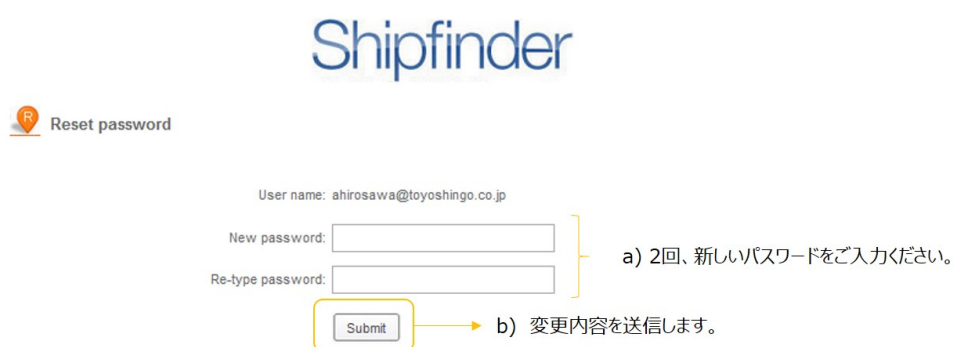 Shipfinder
R
Reset password
User name: ahirosawa@toyoshingo.co.jp
New password:
a) 2回、新しいパスワードをご入力ください。
Re-type password:
Submit
b) 変更内容を送信します。